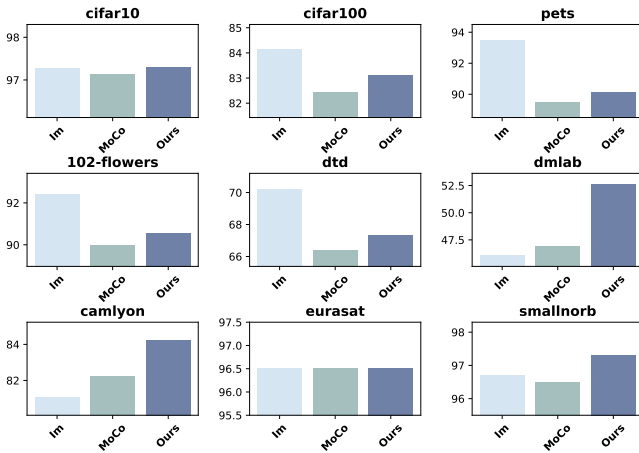 cifar10
98
97
Im
MoCo
Ours
cifar100
85
84
83
82
Im
MoCo
Ours
pets
94
92
90
Im
MoCo
Ours
102-flowers
92
90
Im
MoCo
Ours
dtd
70
68
66
Im
MoCo
Ours
dmlab
52.5
50.0
47.5
Im
MoCo
Ours
camlyon
84
82
Im
MoCo
Ours
eurasat
97.5
97.0
96.5
96.0
95.5
Im
MoCo
Ours
smallnorb
98
97
96
Im
MoCo
Ours